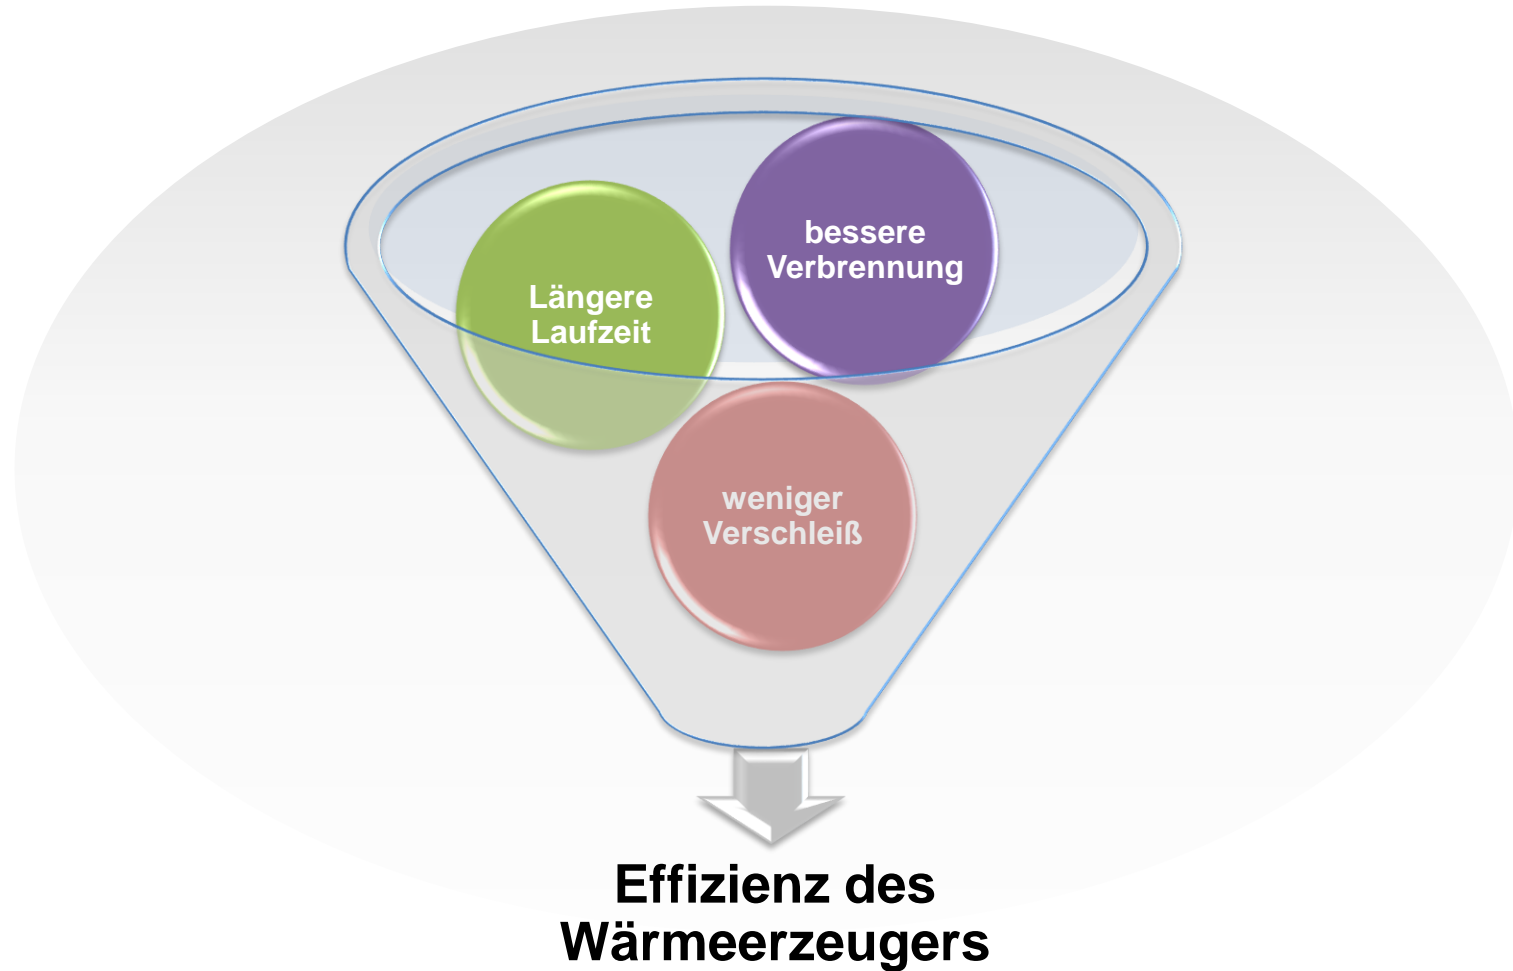 bessere
Verbrennung
Längere
Laufzeit
weniger
Verschleiß
Effizienz des
Wärmeerzeugers